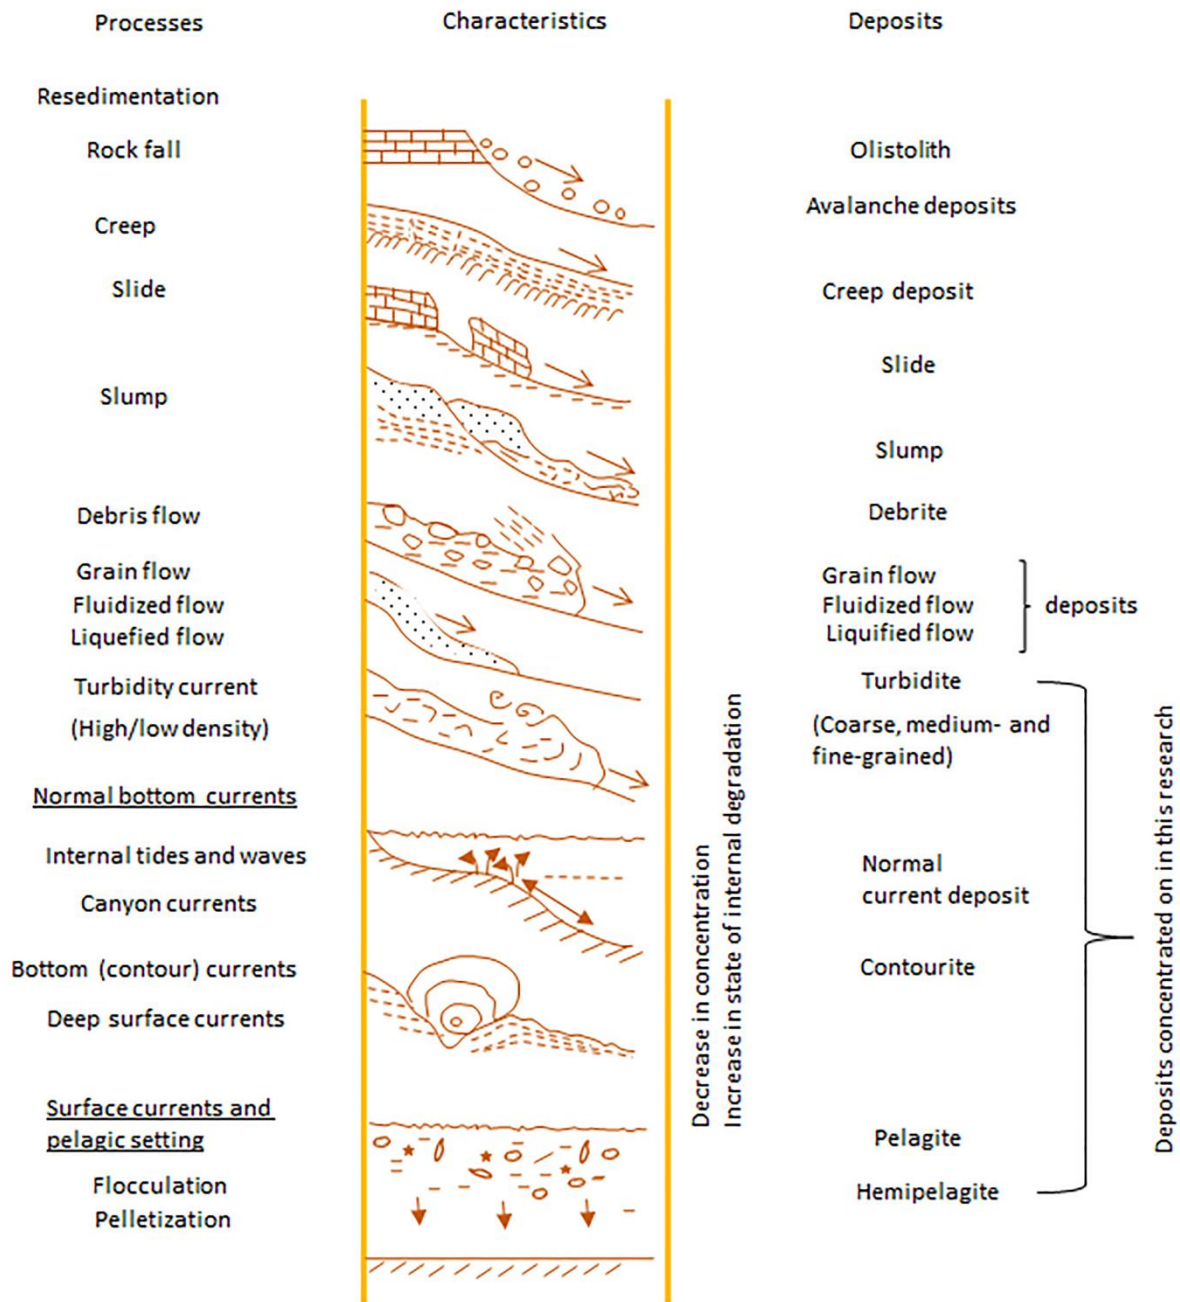 Processes
Characteristics
Deposits
Resedimentation
Rock fall
Olistolith
Avalanche deposits
Creep
Slide
Creep deposit
Slide
Slump
Slump
Debris flow
Debrite
Grain flow
Fluidized flow
Liquefied flow
Grain flow
Fluidized flow
Liquified flow
deposits
Turbidity current
(High/low density)
Turbidite
(Coarse, medium- and
fine-grained)
Normal bottom currents
Internal tides and waves
Canyon currents
Normal
current deposit
Bottom (contour) currents
Deep surface currents
Contourite
Surface currents and
pelagic setting
Flocculation
Pelletization
Pelagite
Hemipelagite
Decrease in concentration
Increase in state of internal degradation
Deposits concentrated on in this research